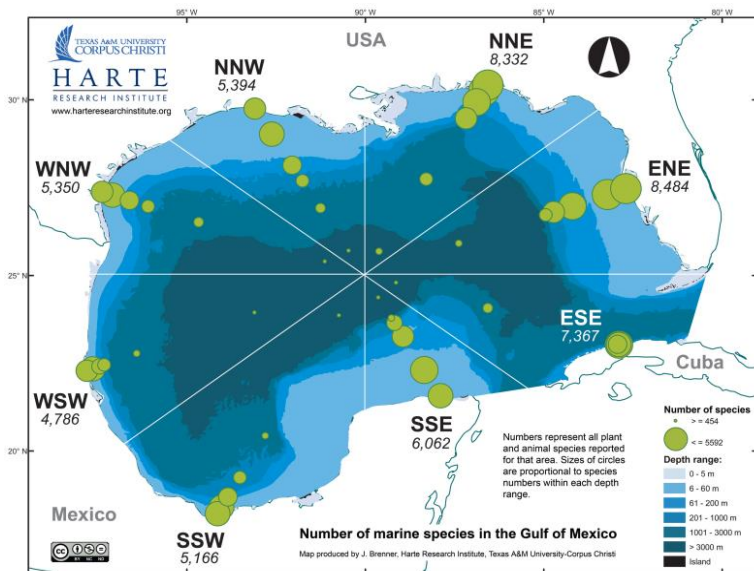 95° W
90° W
85° W
80° W
TEXAS A&M UNIVERSITY
CORPUS CHRISTI
HARTE
RESEARCH INSTITUTE
www.harteresearchinstitute.org
USA
NNW
5,394
NNE
8,332
30° N
WNW
5,350
ENE
8,484
25° N
ESE
7,367
Cuba
WSW
4,786
SSE
6,062
20° N
Mexico
SSW
5,166
Numbers represent all plant
and animal species reported
for that area. Sizes of circles
are proportional to species
numbers within each depth
range.
Number of species
> = 454
<= 5592
Depth range:
0 - 5 m
6 - 60 m
61 - 200 m
201 - 1000 m
1001 - 3000 m
> 3000 m
Island
Number of marine species in the Gulf of Mexico
Map produced by J. Brenner, Harte Research Institute, Texas A&M University-Corpus Christi
cc
BY NC ND